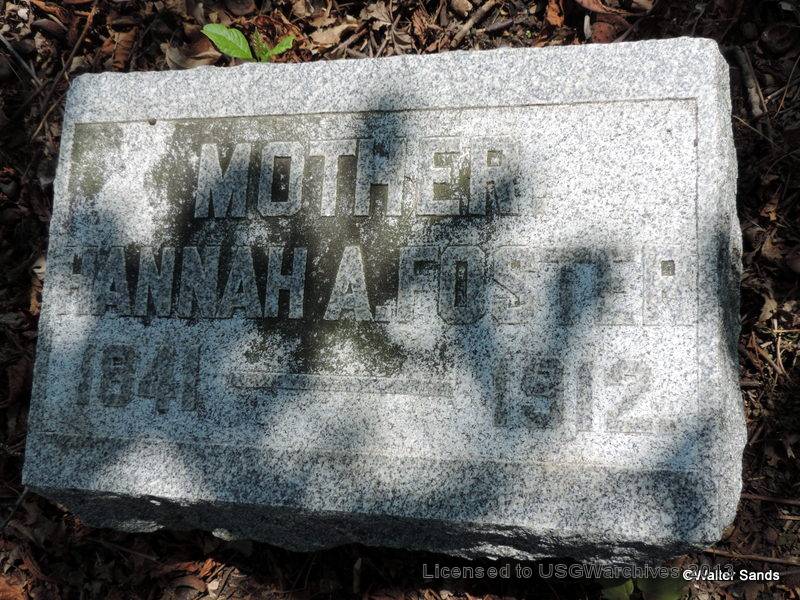 MOTHER.
HANNAH A. FOSTER
1841 — 1912.
Licensed to USGWarchives 2013
©Walter Sands